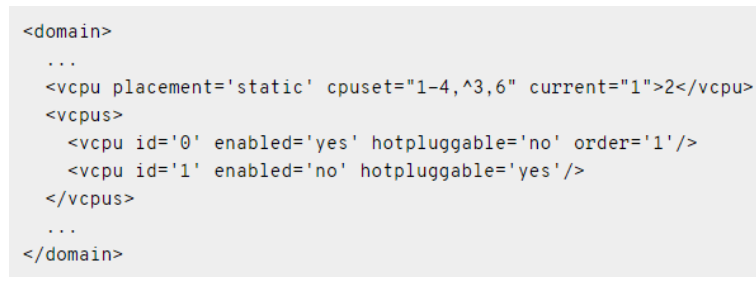 <domain>
  ...
  <vcpu placement='static' cpuset="1-4,^3,6" current="1">2</vcpu>
  <vcpus>
    <vcpu id='0' enabled='yes' hotpluggable='no' order='1'/>
    <vcpu id='1' enabled='no' hotpluggable='yes'/>
  </vcpus>
  ...
</domain>